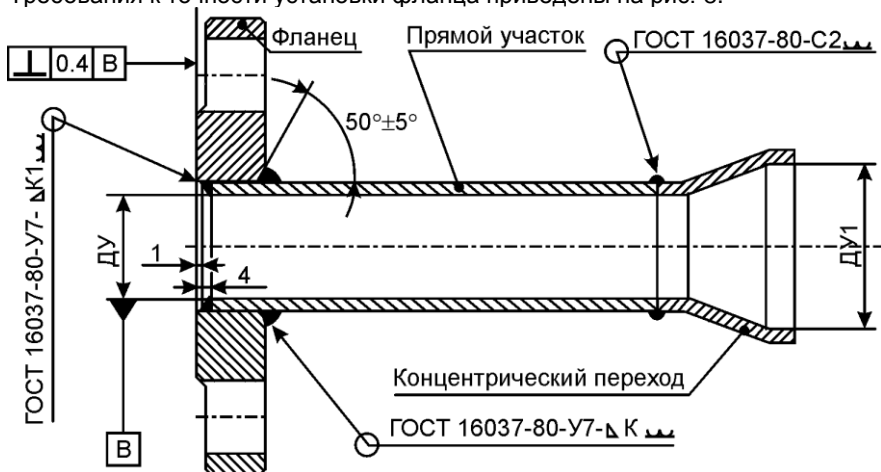 Требования к точности установки фланца приведены на рис. 3.
Фланец
Прямой участок
ГОСТ 16037-80-С2
⊥ 0.4 В
50°±5°
ГОСТ 16037-80-У7-⊿К1
ДУ
1
4
ДУ1
Концентрический переход
ГОСТ 16037-80-У7-⊿ К
В